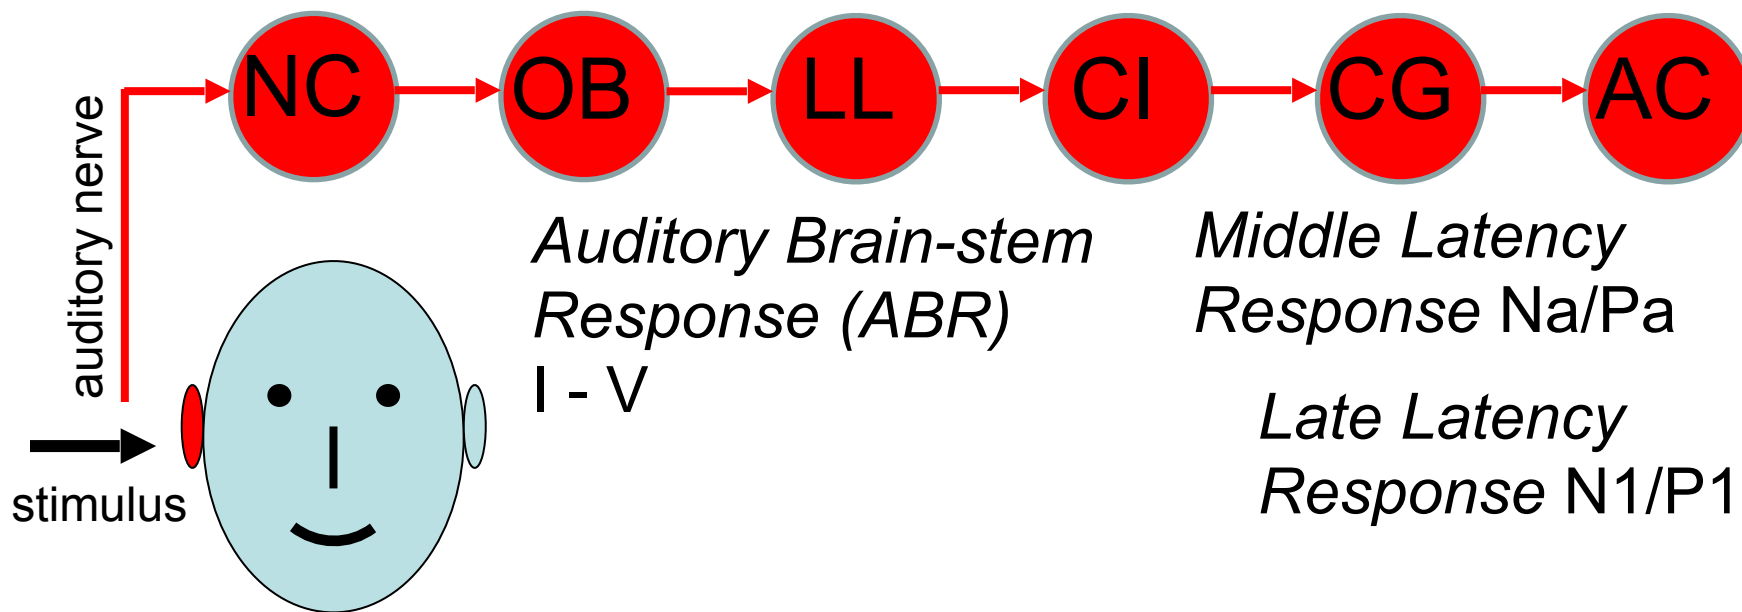 NC OB LL CI CG AC
auditory nerve
stimulus
Auditory Brain-stem
Response (ABR)
I - V
Middle Latency
Response Na/Pa
Late Latency
Response N1/P1